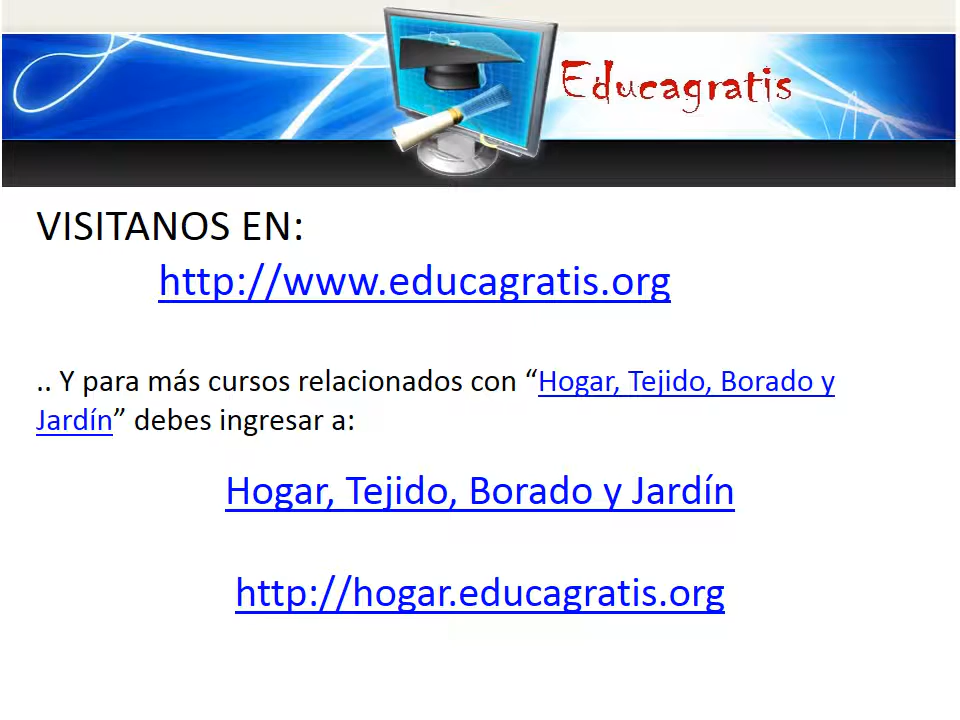 Educagratis
VISITANOS EN:
http://www.educagratis.org
.. Y para más cursos relacionados con “Hogar, Tejido, Borado y
Jardín” debes ingresar a:
Hogar, Tejido, Borado y Jardín
http://hogar.educagratis.org